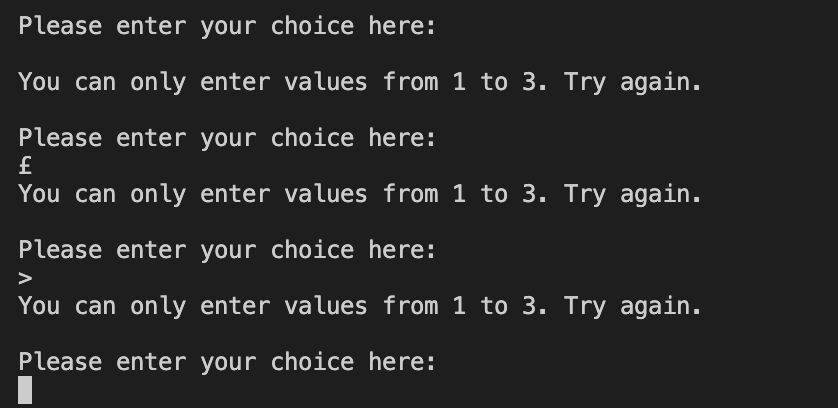 Please enter your choice here:
You can only enter values from 1 to 3. Try again.
Please enter your choice here:
£
You can only enter values from 1 to 3. Try again.
Please enter your choice here:
>
You can only enter values from 1 to 3. Try again.
Please enter your choice here: